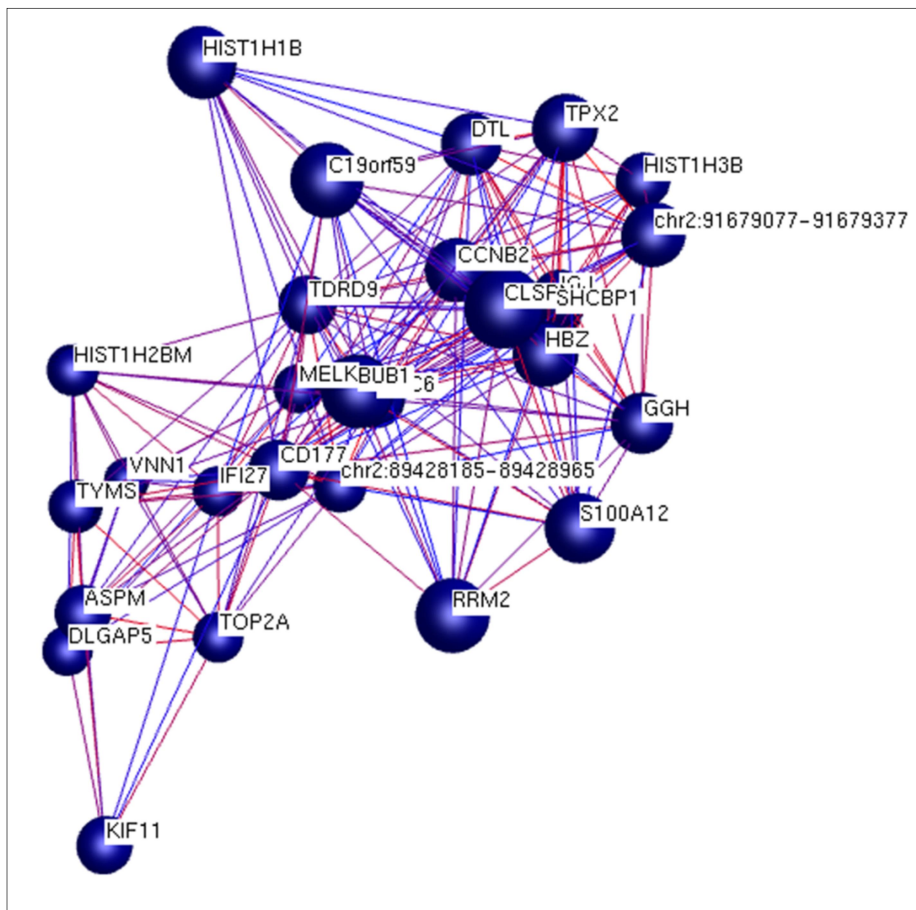 HIST1H1B
TPX2
DTL
C19orf59
HIST1H3B
chr2:91679077-91679377
CCNB2
TDRD9
SHCBP1
HBZ
HIST1H2BM
MELK
BUB1
GGH
CD177
chr2:89428185-89428965
VNN1
IFI27
TYMS
S100A12
ASPM
RRM2
TOP2A
DLGAP5
KIF11